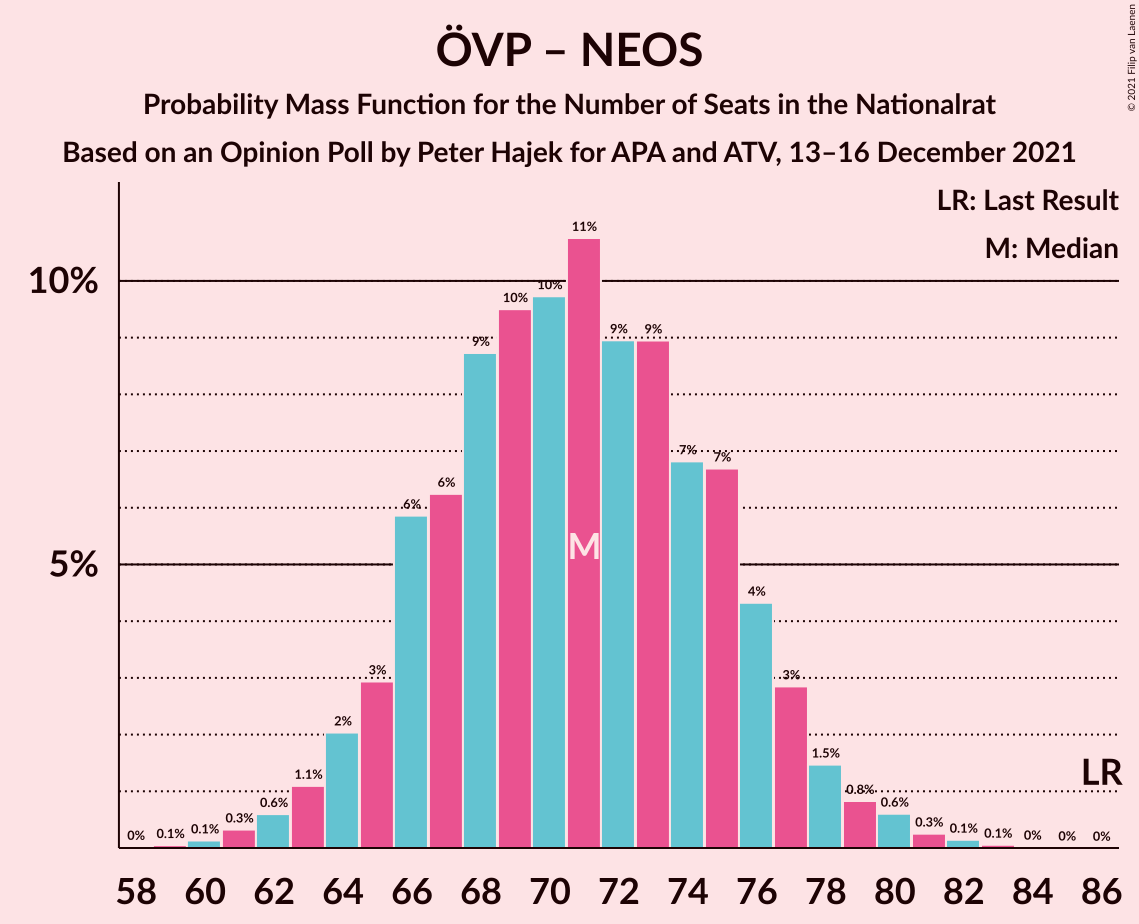 ÖVP – NEOS
Probability Mass Function for the Number of Seats in the Nationalrat
Based on an Opinion Poll by Peter Hajek for APA and ATV, 13–16 December 2021
© 2021 Filip van Laenen
LR: Last Result
M: Median
10%
5%
0% 0.1% 0.1% 0.3% 0.6% 1.1% 2% 3% 6% 6% 9% 10% 10% 11% 9% 9% 7% 7% 4% 3% 1.5% 0.8% 0.6% 0.3% 0.1% 0.1% 0% 0% 0%
M
LR
58 60 62 64 66 68 70 72 74 76 78 80 82 84 86